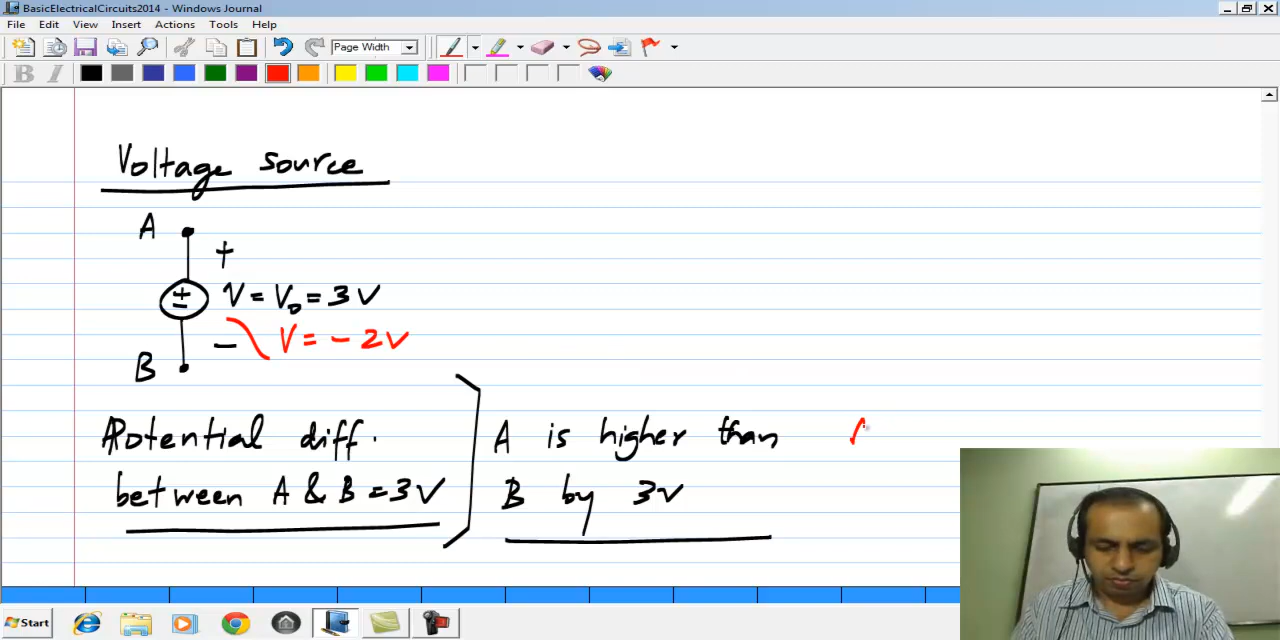 BasicElectricalCircuits2014 - Windows Journal
File Edit View Insert Actions Tools Help
Page Width
B I
Voltage source
A
+
+
-
V = V0 = 3V
- V = - 2V
B
Potential diff. A is higher than
between A & B = 3V B by 3V
Start